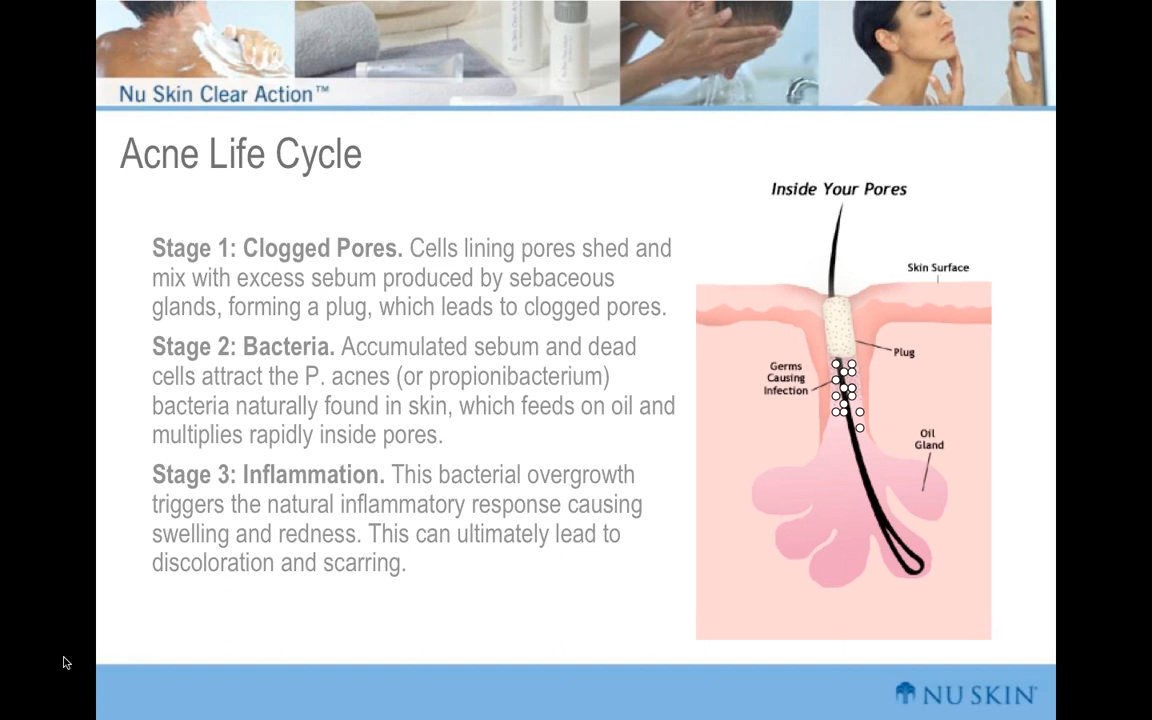 Nu Skin Clear Action™
Acne Life Cycle
Inside Your Pores
Stage 1: Clogged Pores. Cells lining pores shed and
mix with excess sebum produced by sebaceous
glands, forming a plug, which leads to clogged pores.
Stage 2: Bacteria. Accumulated sebum and dead
cells attract the P. acnes (or propionibacterium)
bacteria naturally found in skin, which feeds on oil and
multiplies rapidly inside pores.
Stage 3: Inflammation. This bacterial overgrowth
triggers the natural inflammatory response causing
swelling and redness. This can ultimately lead to
discoloration and scarring.
Skin Surface
Plug
Germs
Causing
Infection
Oil
Gland
NU SKIN